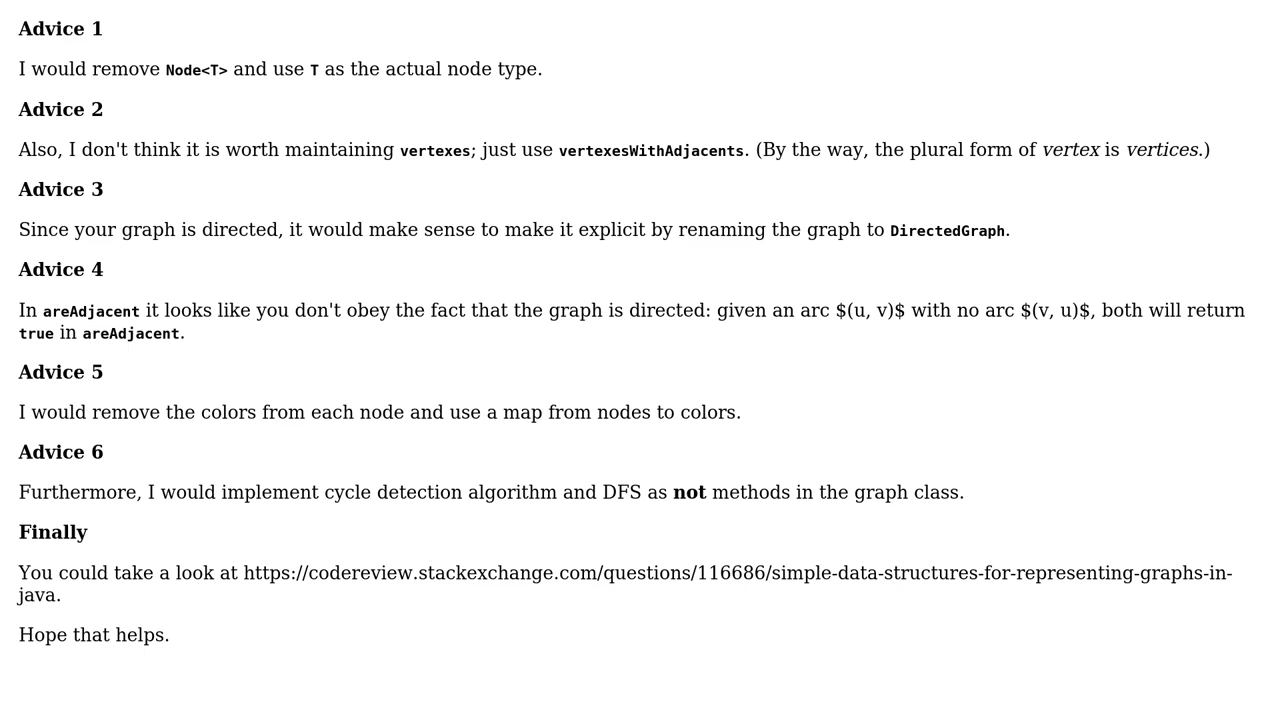 Advice 1
I would remove Node<T> and use T as the actual node type.
Advice 2
Also, I don't think it is worth maintaining vertexes; just use vertexesWithAdjacents. (By the way, the plural form of vertex is vertices.)
Advice 3
Since your graph is directed, it would make sense to make it explicit by renaming the graph to DirectedGraph.
Advice 4
In areAdjacent it looks like you don't obey the fact that the graph is directed: given an arc $(u, v)$ with no arc $(v, u)$, both will return
true in areAdjacent.
Advice 5
I would remove the colors from each node and use a map from nodes to colors.
Advice 6
Furthermore, I would implement cycle detection algorithm and DFS as not methods in the graph class.
Finally
You could take a look at https://codereview.stackexchange.com/questions/116686/simple-data-structures-for-representing-graphs-in-
java.
Hope that helps.